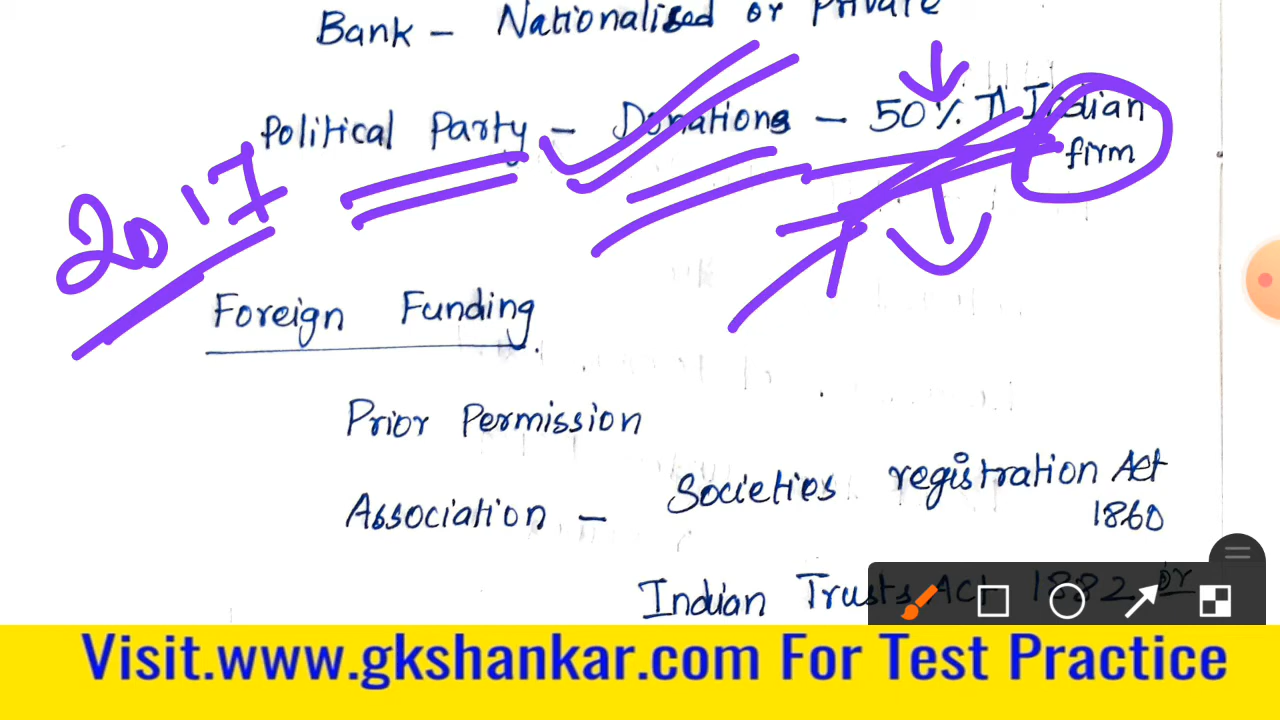 Bank - Nationalised or Private
Political Party - Donations - 50% Indian
firm
2017
Foreign Funding.
Prior Permission
Association - Societies registration Act
1860
Indian Trusts Act 1882 or
Visit.www.gkshankar.com For Test Practice